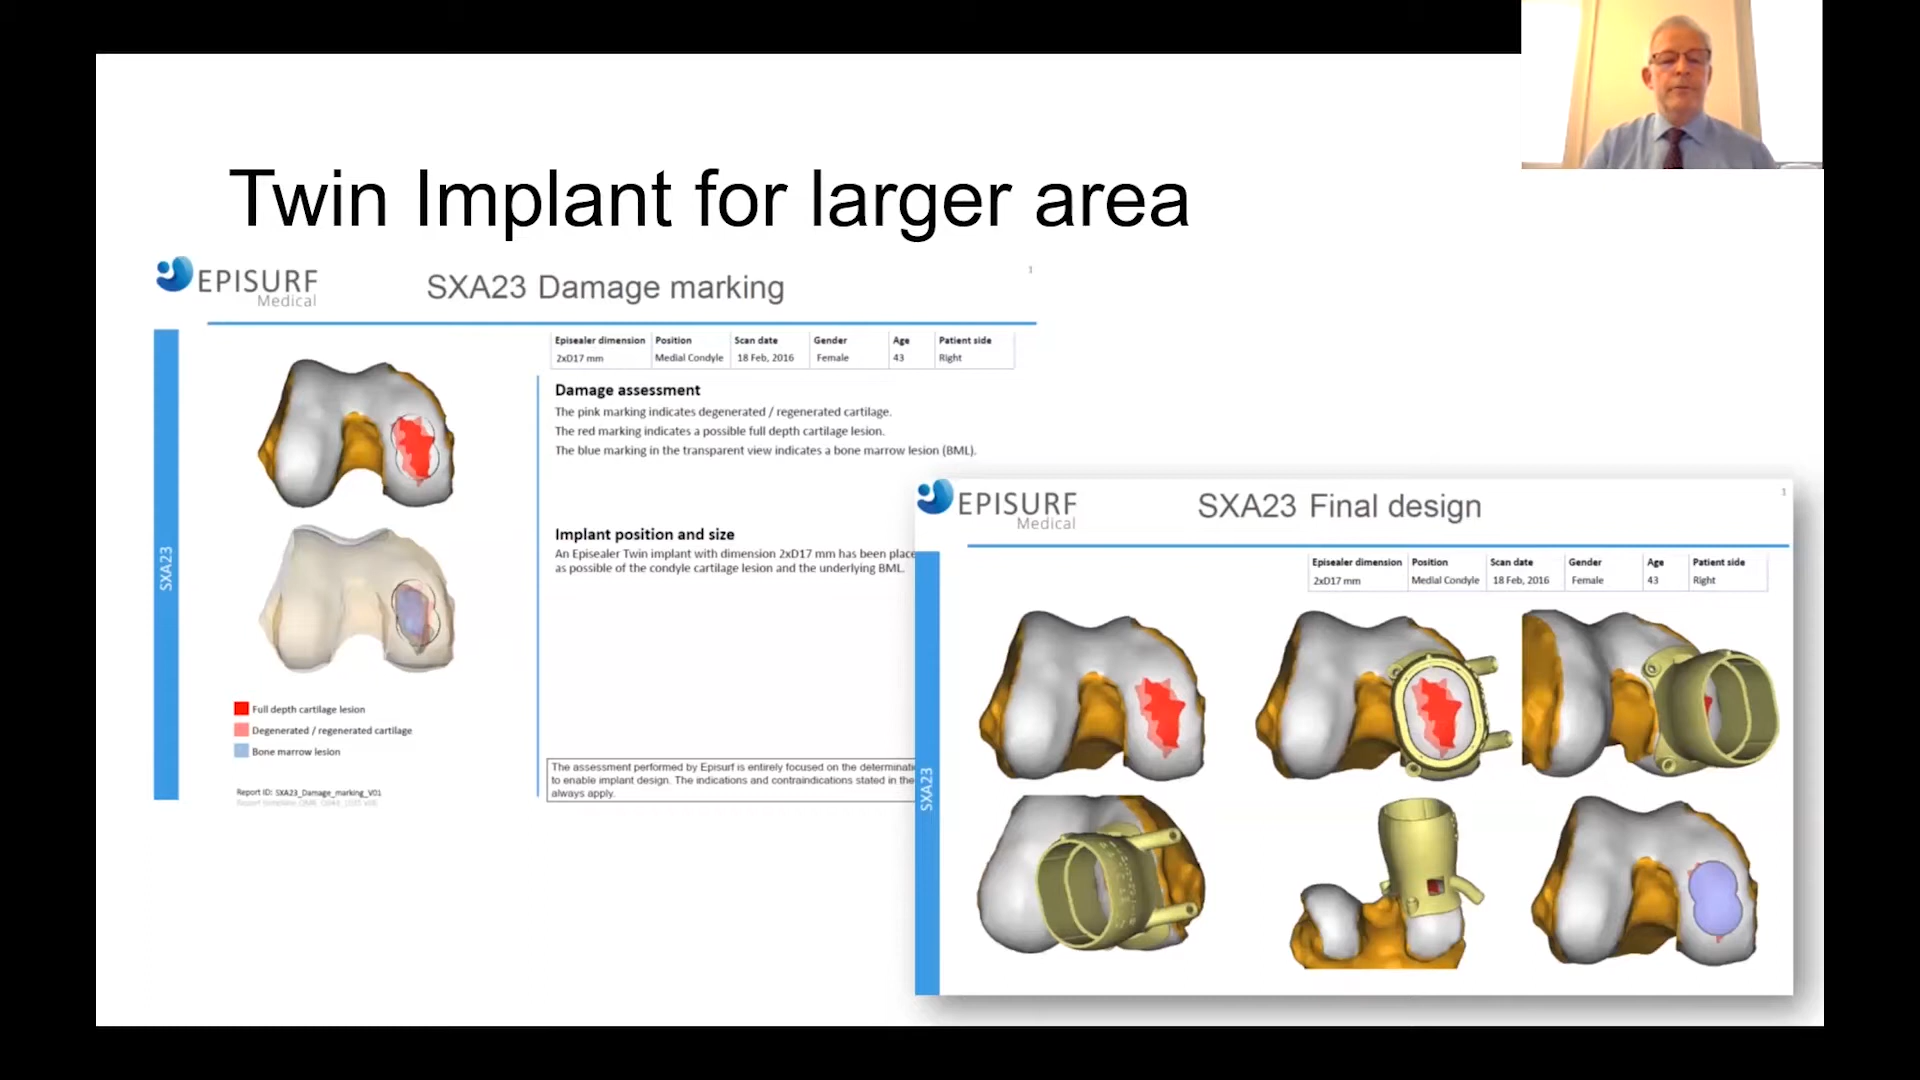 Twin Implant for larger area
EPISURF
Medical
SXA23 Damage marking
1
Episealer dimension Position Scan date Gender Age Patient side
2xD17 mm Medial Condyle 18 Feb, 2016 Female 43 Right
Damage assessment
The pink marking indicates degenerated / regenerated cartilage.
The red marking indicates a possible full depth cartilage lesion.
The blue marking in the transparent view indicates a bone marrow lesion (BML).
Implant position and size
An Episealer Twin implant with dimension 2xD17 mm has been place
as possible of the condyle cartilage lesion and the underlying BML.
SXA23
Full depth cartilage lesion
Degenerated / regenerated cartilage
Bone marrow lesion
The assessment performed by Episurf is entirely focused on the determinati
to enable implant design. The indications and contraindications stated in the
always apply.
Report ID: SXA23_Damage_marking_V01
EPISURF
Medical
SXA23 Final design
1
Episealer dimension Position Scan date Gender Age Patient side
2xD17 mm Medial Condyle 18 Feb, 2016 Female 43 Right
SXA23